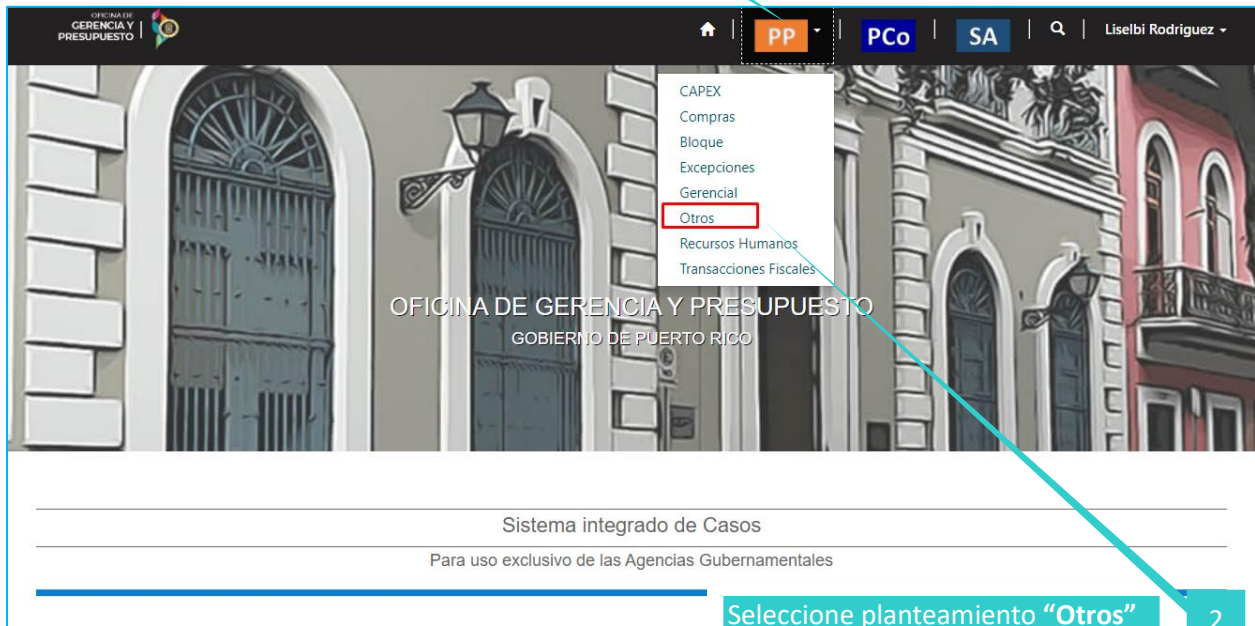 OFICINA DE
GERENCIA Y
PRESUPUESTO
PP
PCo
SA
Liselbi Rodriguez
CAPEX
Compras
Bloque
Excepciones
Gerencial
Otros
Recursos Humanos
Transacciones Fiscales
OFICINA DE GERENCIA Y PRESUPUESTO
GOBIERNO DE PUERTO RICO
Sistema integrado de Casos
Para uso exclusivo de las Agencias Gubernamentales
Seleccione planteamiento “Otros” 2